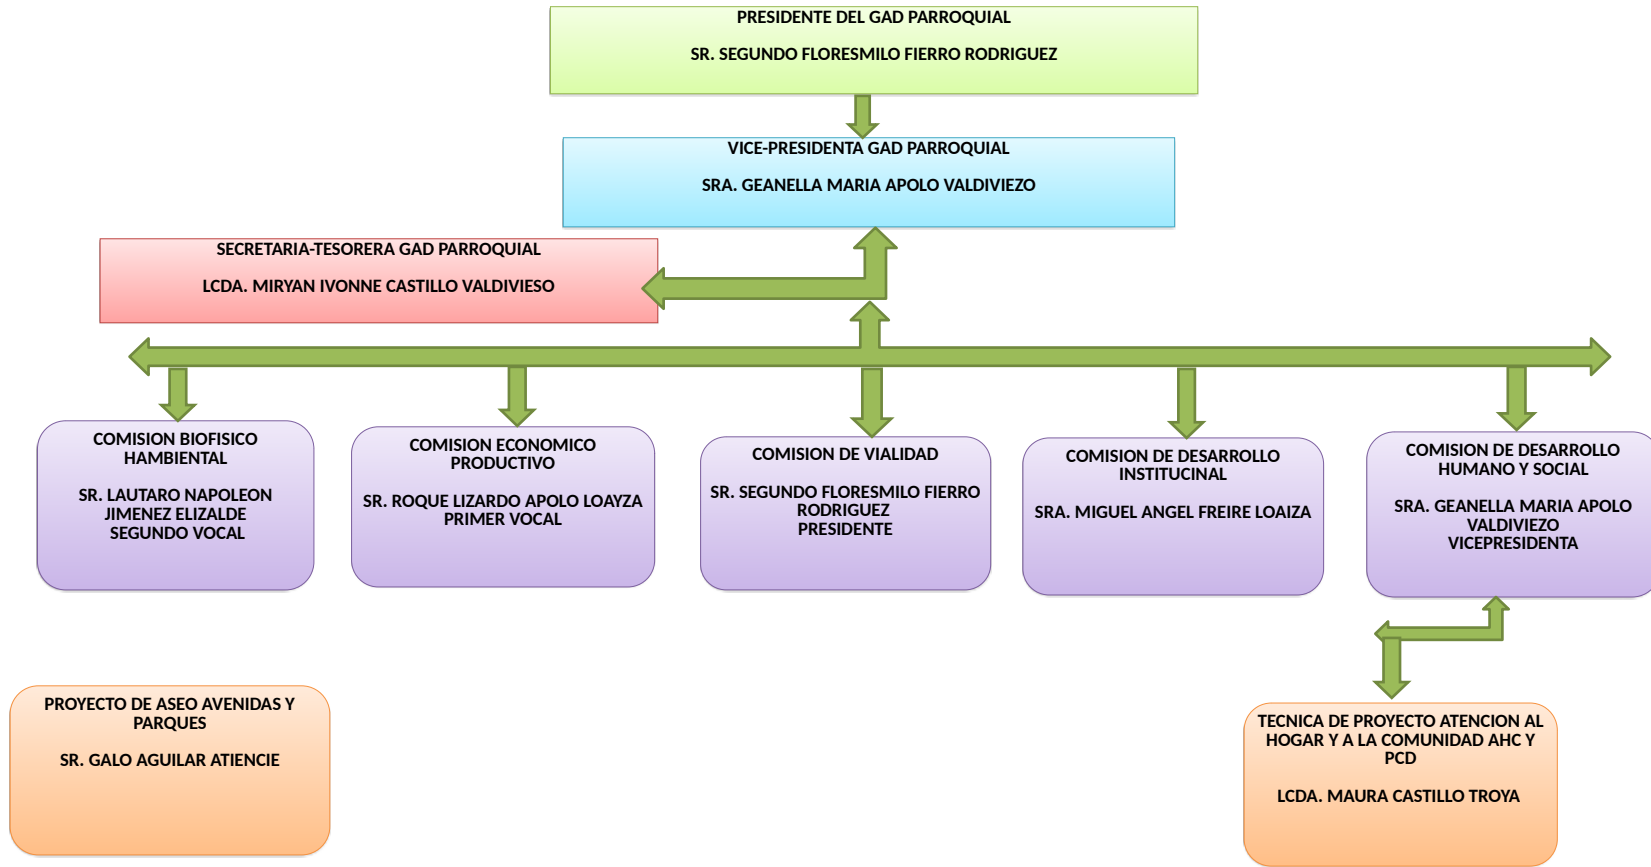 PRESIDENTE DEL GAD PARROQUIAL
SR. SEGUNDO FLORESMILO FIERRO RODRIGUEZ
VICE-PRESIDENTA GAD PARROQUIAL
SRA. GEANELLA MARIA APOLO VALDIVIEZO
SECRETARIA-TESORERA GAD PARROQUIAL
LCDA. MIRYAN IVONNE CASTILLO VALDIVIESO
COMISION BIOFISICO
HAMBIENTAL
SR. LAUTARO NAPOLEON
JIMENEZ ELIZALDE
SEGUNDO VOCAL
COMISION ECONOMICO
PRODUCTIVO
SR. ROQUE LIZARDO APOLO LOAYZA
PRIMER VOCAL
COMISION DE VIALIDAD
SR. SEGUNDO FLORESMILO FIERRO
RODRIGUEZ
PRESIDENTE
COMISION DE DESARROLLO
INSTITUCINAL
SRA. MIGUEL ANGEL FREIRE LOAIZA
COMISION DE DESARROLLO
HUMANO Y SOCIAL
SRA. GEANELLA MARIA APOLO
VALDIVIEZO
VICEPRESIDENTA
PROYECTO DE ASEO AVENIDAS Y
PARQUES
SR. GALO AGUILAR ATIENCIE
TECNICA DE PROYECTO ATENCION AL
HOGAR Y A LA COMUNIDAD AHC Y
PCD
LCDA. MAURA CASTILLO TROYA